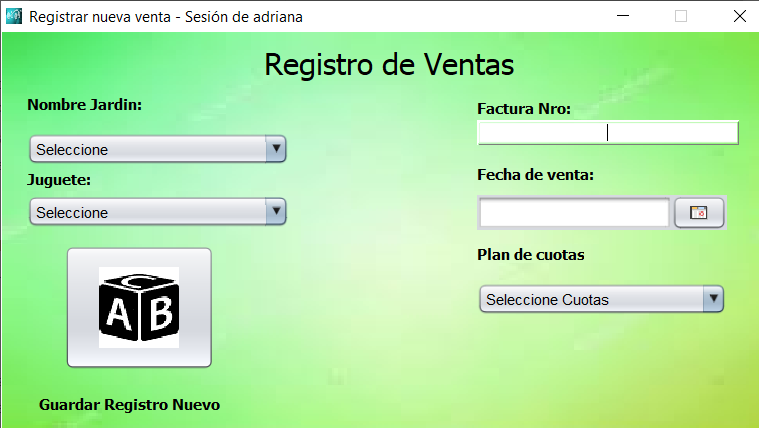 Registrar nueva venta - Sesión de adriana
Registro de Ventas
Nombre Jardin:
Seleccione
Juguete:
Seleccione
C
A B
Guardar Registro Nuevo
Factura Nro:
Fecha de venta:
Plan de cuotas
Seleccione Cuotas